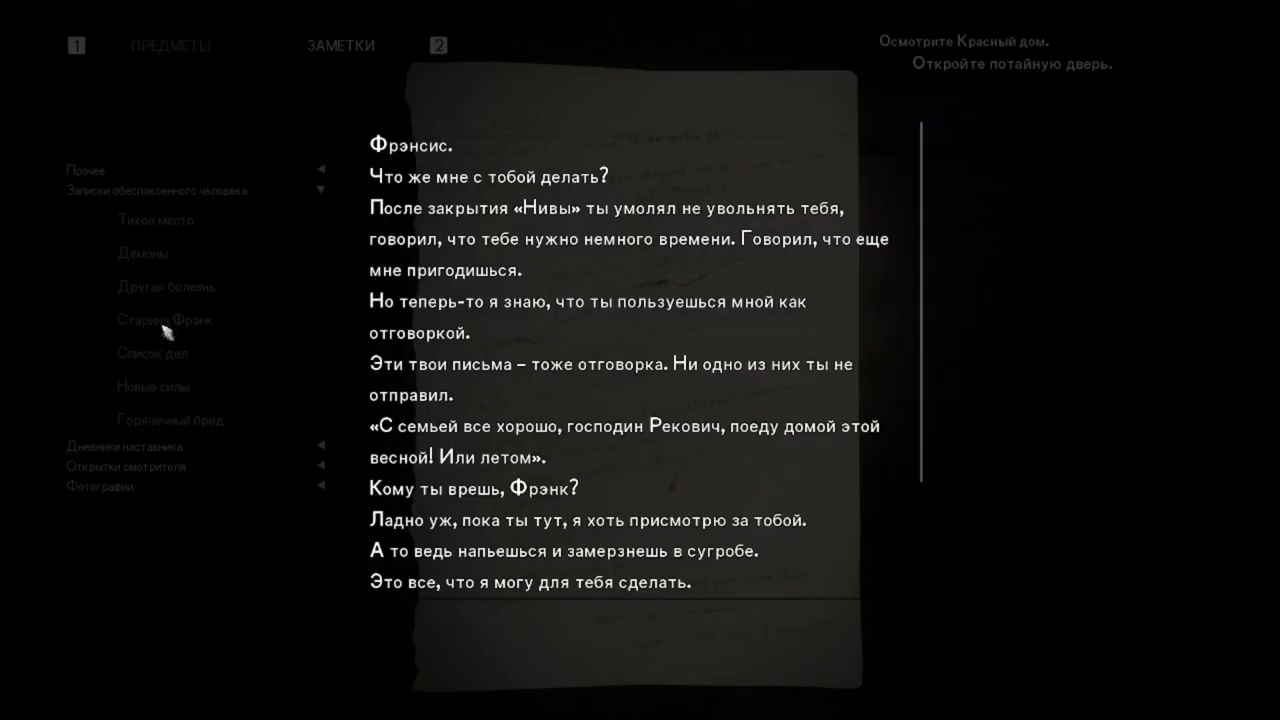 1 ПРЕДМЕТЫ ЗАМЕТКИ 2
Осмотрите Красный дом.
Откройте потайную дверь.
Прочее
Записки обеспокоенного человека
Тихое место
Демоны
Другая болезнь
Старина Фрэнк
Список дел
Новые силы
Горячечный бред
Дневники наставника
Открытки смотрителя
Фотографии
Фрэнсис.
Что же мне с тобой делать?
После закрытия «Нивы» ты умолял не увольнять тебя,
говорил, что тебе нужно немного времени. Говорил, что еще
мне пригодишься.
Но теперь-то я знаю, что ты пользуешься мной как
отговоркой.
Эти твои письма – тоже отговорка. Ни одно из них ты не
отправил.
«С семьей все хорошо, господин Рекович, поеду домой этой
весной! Или летом».
Кому ты врешь, Фрэнк?
Ладно уж, пока ты тут, я хоть присмотрю за тобой.
А то ведь напьешься и замерзнешь в сугробе.
Это все, что я могу для тебя сделать.